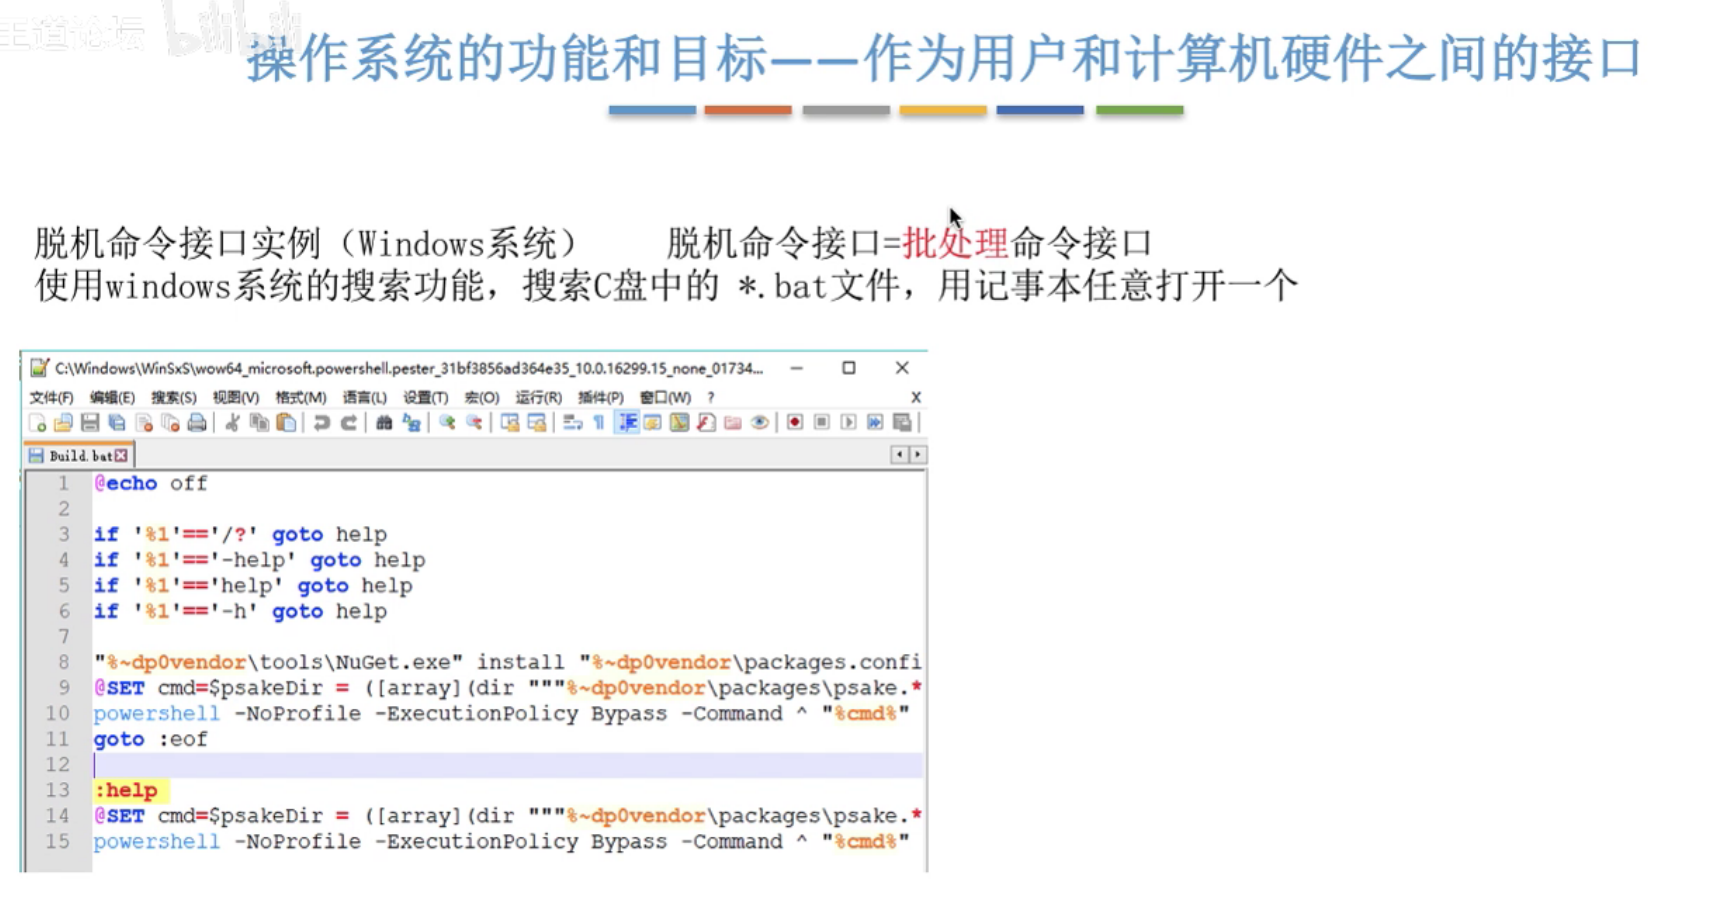 王道论坛 bilibili
操作系统的功能和目标——作为用户和计算机硬件之间的接口
脱机命令接口实例（Windows系统） 脱机命令接口=批处理命令接口
使用windows系统的搜索功能，搜索C盘中的 *.bat文件，用记事本任意打开一个
C:\Windows\WinSxS\wow64_microsoft.powershell.pester_31bf3856ad364e35_10.0.16299.15_none_01734...
文件(F) 编辑(E) 搜索(S) 视图(V) 格式(M) 语言(L) 设置(T) 宏(O) 运行(R) 插件(P) 窗口(W) ? X
Build.bat
1 @echo off
2
3 if '%1'=='/?' goto help
4 if '%1'=='-help' goto help
5 if '%1'=='help' goto help
6 if '%1'=='-h' goto help
7
8 "%~dp0vendor\tools\NuGet.exe" install "%~dp0vendor\packages.confi
9 @SET cmd=$psakeDir = ([array](dir """%~dp0vendor\packages\psake.*
10 powershell -NoProfile -ExecutionPolicy Bypass -Command ^ "%cmd%"
11 goto :eof
12
13 :help
14 @SET cmd=$psakeDir = ([array](dir """%~dp0vendor\packages\psake.*
15 powershell -NoProfile -ExecutionPolicy Bypass -Command ^ "%cmd%"